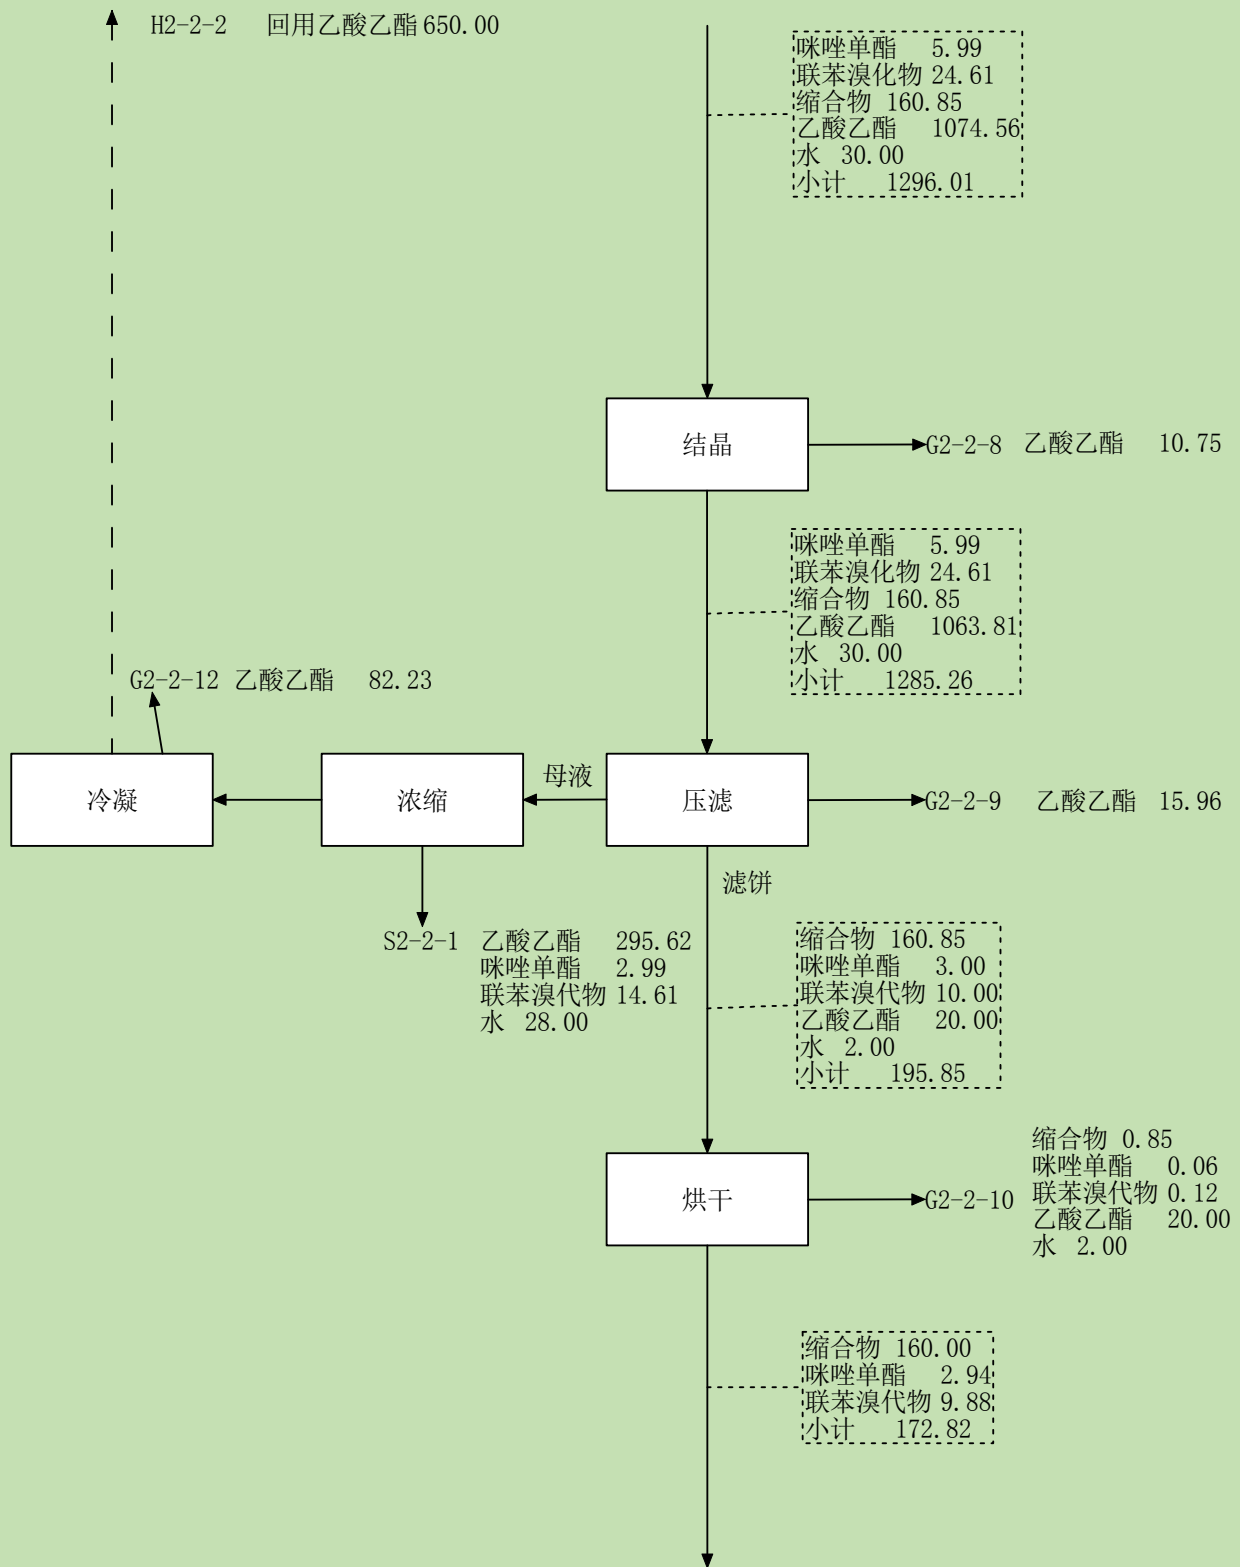 H2-2-2 回用乙酸乙酯 650.00
咪唑单酯 5.99
联苯溴化物 24.61
缩合物 160.85
乙酸乙酯 1074.56
水 30.00
小计 1296.01
结晶
G2-2-8 乙酸乙酯 10.75
咪唑单酯 5.99
联苯溴化物 24.61
缩合物 160.85
乙酸乙酯 1063.81
水 30.00
小计 1285.26
G2-2-12 乙酸乙酯 82.23
冷凝
浓缩
母液
压滤
G2-2-9 乙酸乙酯 15.96
滤饼
S2-2-1 乙酸乙酯 295.62
咪唑单酯 2.99
联苯溴代物 14.61
水 28.00
缩合物 160.85
咪唑单酯 3.00
联苯溴代物 10.00
乙酸乙酯 20.00
水 2.00
小计 195.85
烘干
G2-2-10
缩合物 0.85
咪唑单酯 0.06
联苯溴代物 0.12
乙酸乙酯 20.00
水 2.00
缩合物 160.00
咪唑单酯 2.94
联苯溴代物 9.88
小计 172.82